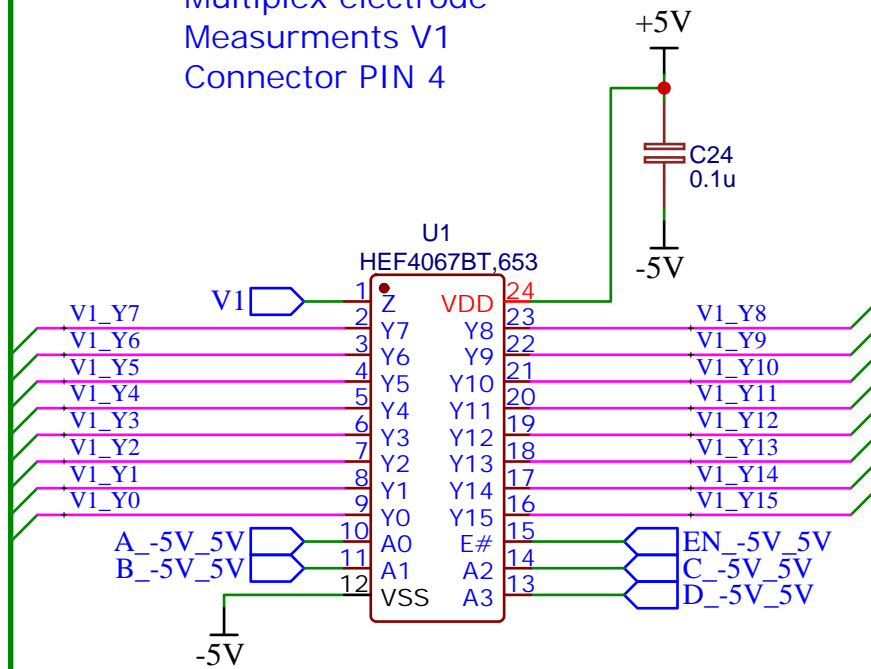 Multiplex electrode
Measurments V1
Connector PIN 4
+5V
C24
0.1u
-5V
U1
HEF4067BT,653
V1 1 Z VDD 24
V1_Y7 2 Y7 Y8 23 V1_Y8
V1_Y6 3 Y6 Y9 22 V1_Y9
V1_Y5 4 Y5 Y10 21 V1_Y10
V1_Y4 5 Y4 Y11 20 V1_Y11
V1_Y3 6 Y3 Y12 19 V1_Y12
V1_Y2 7 Y2 Y13 18 V1_Y13
V1_Y1 8 Y1 Y14 17 V1_Y14
V1_Y0 9 Y0 Y15 16 V1_Y15
A_-5V_5V 10 A0 E# 15 EN_-5V_5V
B_-5V_5V 11 A1 A2 14 C_-5V_5V
12 VSS A3 13 D_-5V_5V
-5V